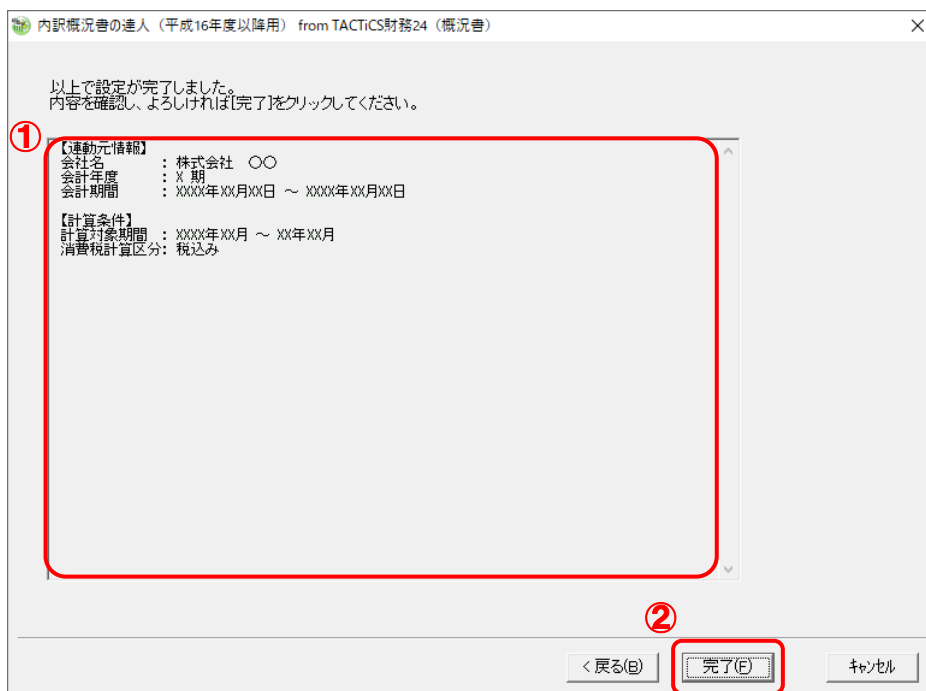 内訳概況書の達人（平成16年度以降用） from TACTiCS財務24（概況書）
以上で設定が完了しました。
内容を確認し、よろしければ[完了]をクリックしてください。
①
【連動元情報】
会社名 ： 株式会社 ○○
会計年度 ： X 期
会計期間 ： XXXX年XX月XX日 ～ XXXX年XX月XX日
【計算条件】
計算対象期間 ： XXXX年XX月 ～ XX年XX月
消費税計算区分： 税込み
②
< 戻る(B)
完了(F)
ｷｬﾝｾﾙ